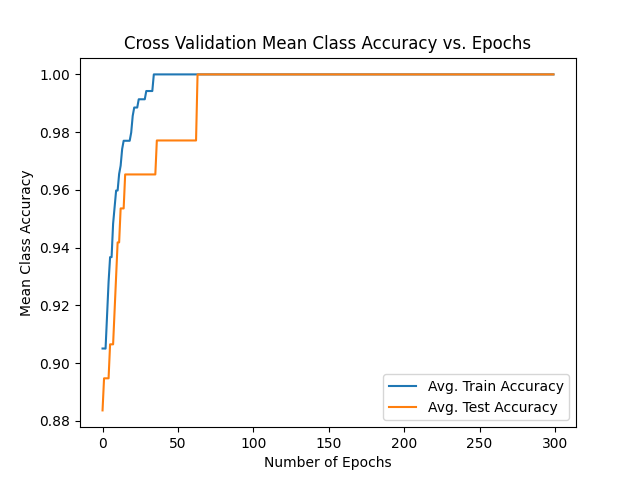 Cross Validation Mean Class Accuracy vs. Epochs
Mean Class Accuracy
1.00
0.98
0.96
0.94
0.92
0.90
0.88
Avg. Train Accuracy
Avg. Test Accuracy
0 50 100 150 200 250 300
Number of Epochs